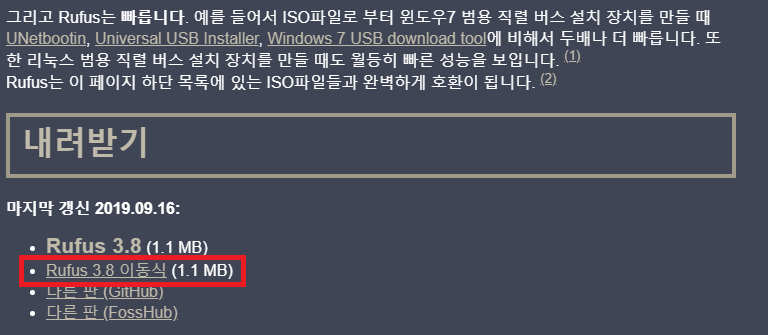 그리고 Rufus는 빠릅니다. 예를 들어서 ISO파일로 부터 윈도우7 범용 직렬 버스 설치 장치를 만들 때
UNetbootin, Universal USB Installer, Windows 7 USB download tool에 비해서 두배나 더 빠릅니다. 또
한 리눅스 범용 직렬 버스 설치 장치를 만들 때도 월등히 빠른 성능을 보입니다. (1)
Rufus는 이 페이지 하단 목록에 있는 ISO파일들과 완벽하게 호환이 됩니다. (2)
내려받기
마지막 갱신 2019.09.16:
Rufus 3.8 (1.1 MB)
Rufus 3.8 이동식 (1.1 MB)
다른 판 (GitHub)
다른 판 (FossHub)